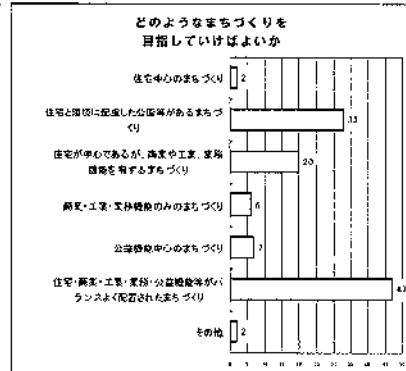 どのようなまちづくりを
目指していけばよいか
住宅中心のまちづくり
2
住宅と環境に配慮した公園等があるまちづ
くり
33
住宅が中心であるが、商業や工業、業務
機能を有するまちづくり
20
商業・工業・業務機能のみのまちづくり
6
公益機能中心のまちづくり
7
住宅・商業・工業・業務・公益機能等がバ
ランスよく配置されたまちづくり
その他
2